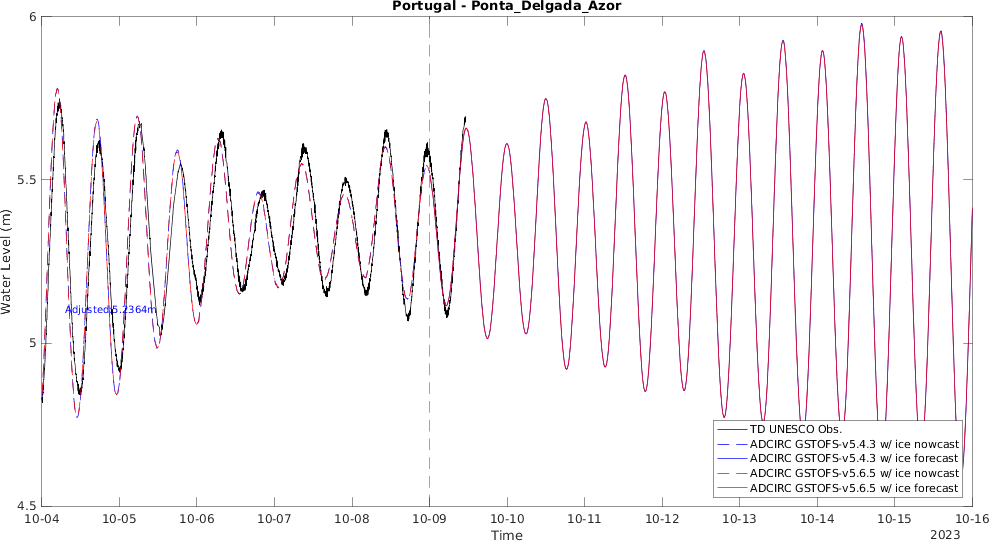 Portugal - Ponta_Delgada_Azor
6
5.5
5
4.5
Water Level (m)
Adjusted:5.2364m
TD UNESCO Obs.
ADCIRC GSTOFS-v5.4.3 w/ ice nowcast
ADCIRC GSTOFS-v5.4.3 w/ ice forecast
ADCIRC GSTOFS-v5.6.5 w/ ice nowcast
ADCIRC GSTOFS-v5.6.5 w/ ice forecast
10-04 10-05 10-06 10-07 10-08 10-09 10-10 10-11 10-12 10-13 10-14 10-15 10-16
Time
2023